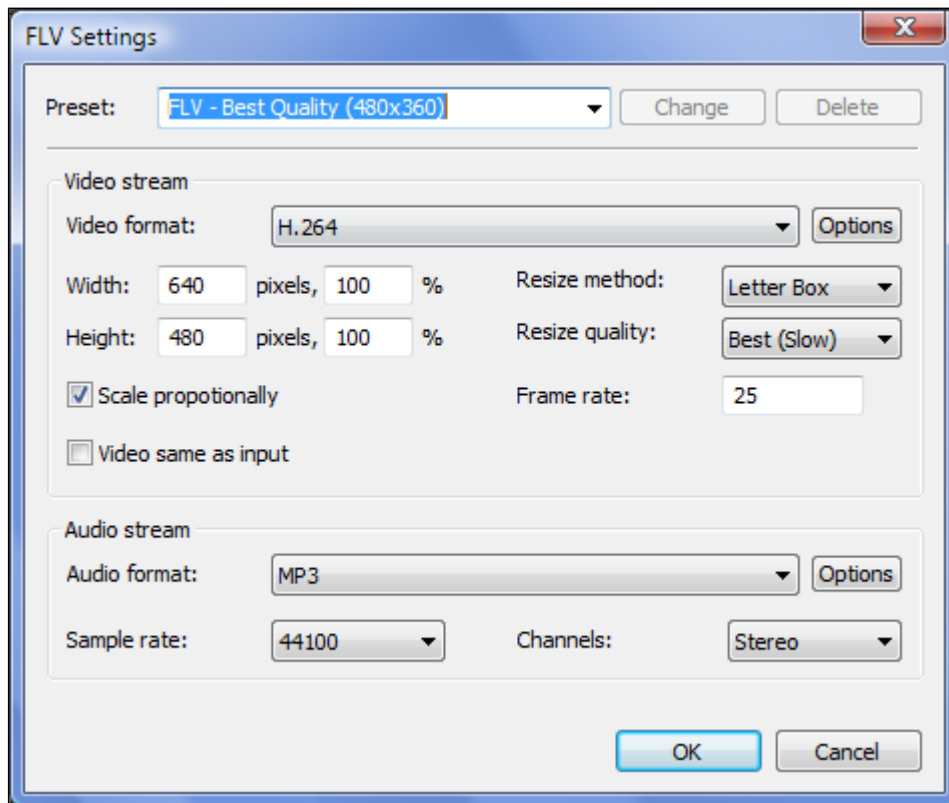 FLV Settings
Preset: FLV - Best Quality (480x360) Change Delete
Video stream
Video format: H.264 Options
Width: 640 pixels, 100 % Resize method: Letter Box
Height: 480 pixels, 100 % Resize quality: Best (Slow)
Scale propotionally Frame rate: 25
Video same as input
Audio stream
Audio format: MP3 Options
Sample rate: 44100 Channels: Stereo
OK Cancel